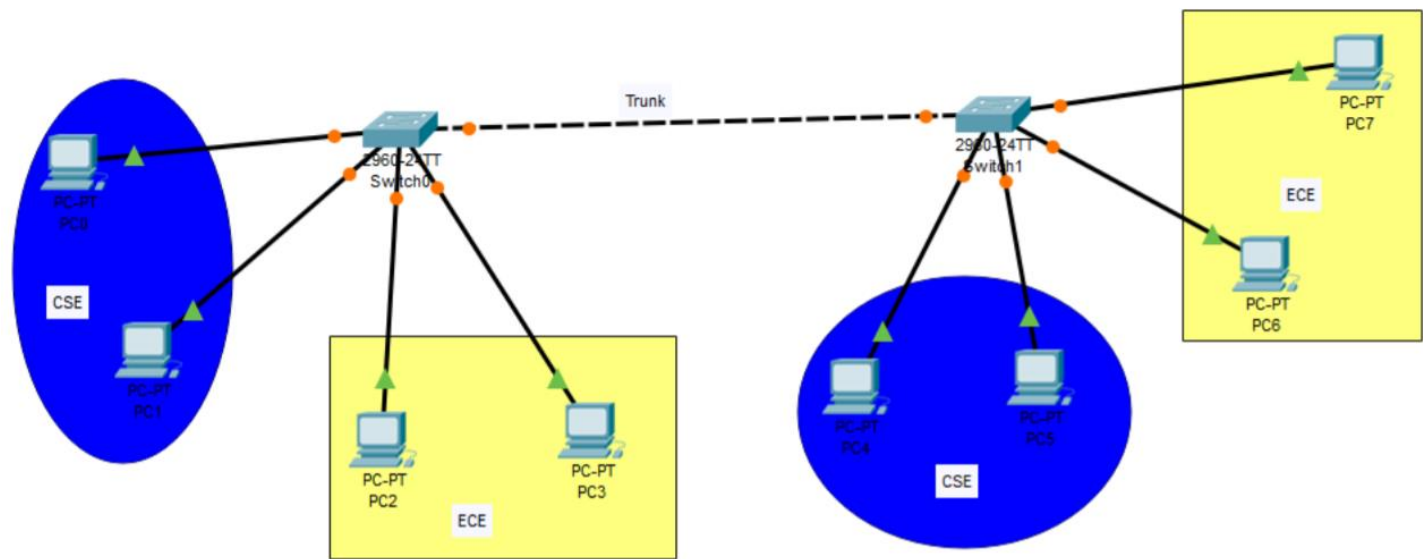 Trunk
2960-24TT
Switch0
2960-24TT
Switch1
PC-PT
PC7
PC-PT
PC0
ECE
CSE
PC-PT
PC6
PC-PT
PC1
PC-PT
PC4
PC-PT
PC5
PC-PT
PC2
PC-PT
PC3
CSE
ECE